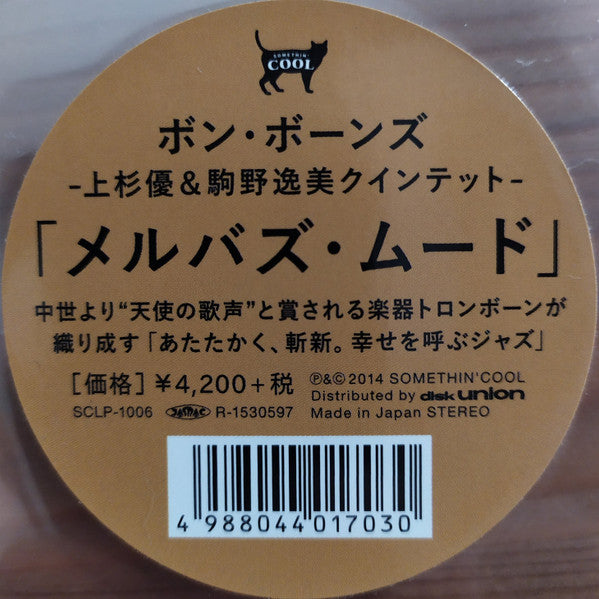 SOMETHIN'
COOL
ボン・ボーンズ
-上杉優&駒野逸美クインテット-
「メルバズ・ムード」
中世より“天使の歌声”と賞される楽器トロンボーンが
織り成す「あたたかく、斬新。幸せを呼ぶジャズ」
[価格] ¥4,200+税
℗&©2014 SOMETHIN'COOL
Distributed by disk union
SCLP-1006 JASRAC R-1530597
Made in Japan STEREO
4 988044 017030